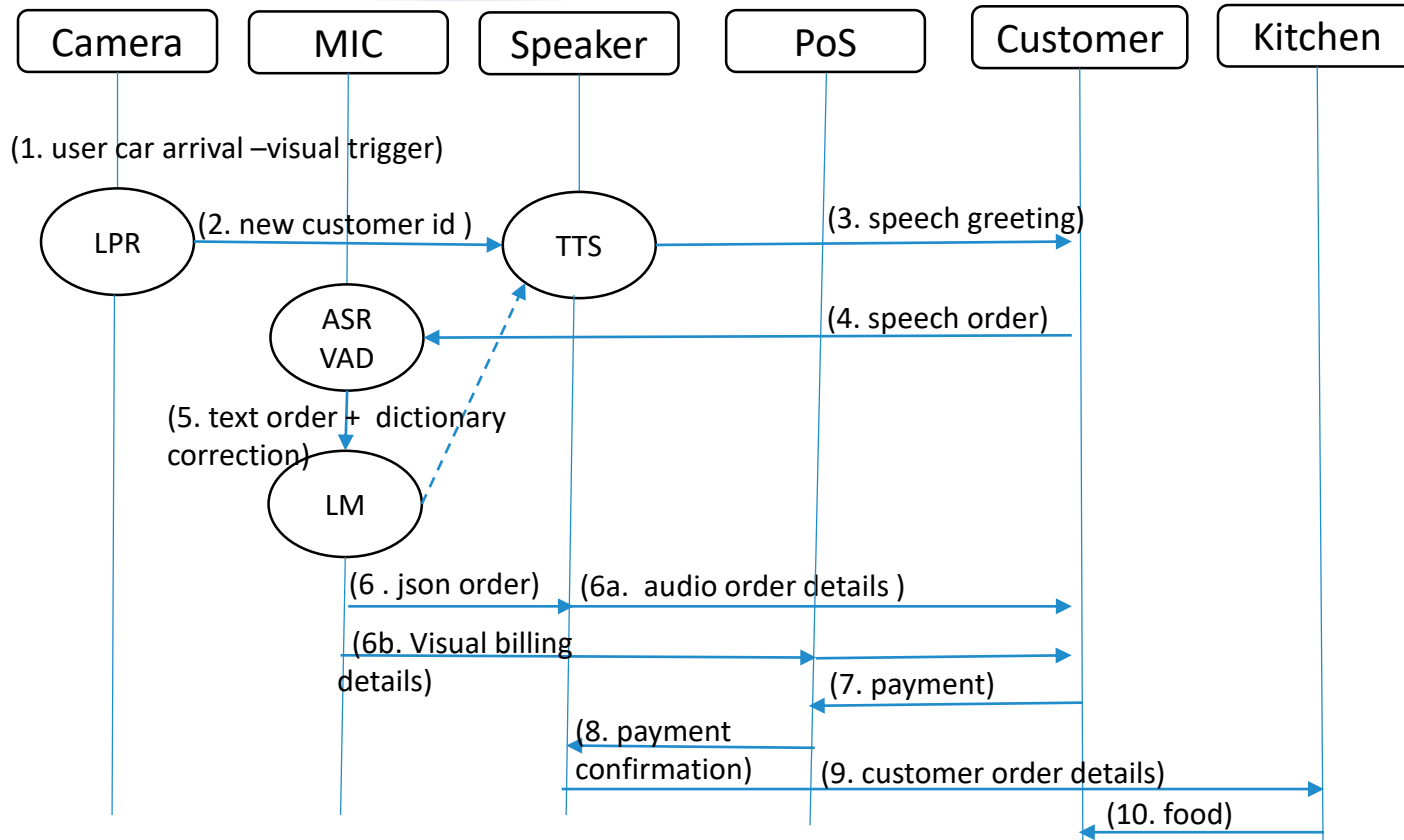 Camera
MIC
Speaker
PoS
Customer
Kitchen
(1. user car arrival –visual trigger)
LPR
(2. new customer id )
TTS
(3. speech greeting)
ASR
VAD
(4. speech order)
(5. text order + dictionary
correction)
LM
(6 . json order)
(6a. audio order details )
(6b. Visual billing
details)
(7. payment)
(8. payment
confirmation)
(9. customer order details)
(10. food)